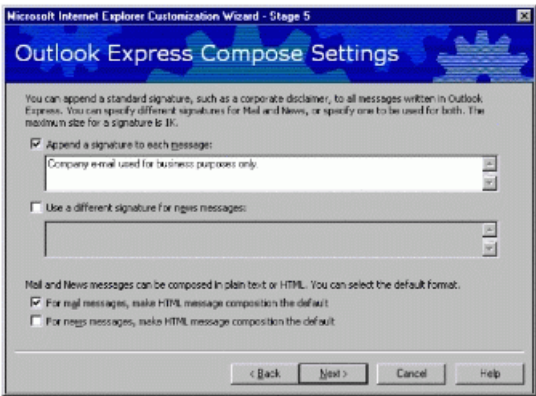 Microsoft Internet Explorer Customization Wizard - Stage 5
Outlook Express Compose Settings
You can append a standard signature, such as a corporate disclaimer, to all messages written in Outlook
Express. You can specify different signatures for Mail and News, or specify one to be used for both. The
maximum size for a signature is 1K.
Append a signature to each message:
Company e-mail used for business purposes only.
Use a different signature for news messages:
Mail and News messages can be composed in plain text or HTML. You can select the default format.
For mail messages, make HTML message composition the default
For news messages, make HTML message composition the default
< Back Next > Cancel Help